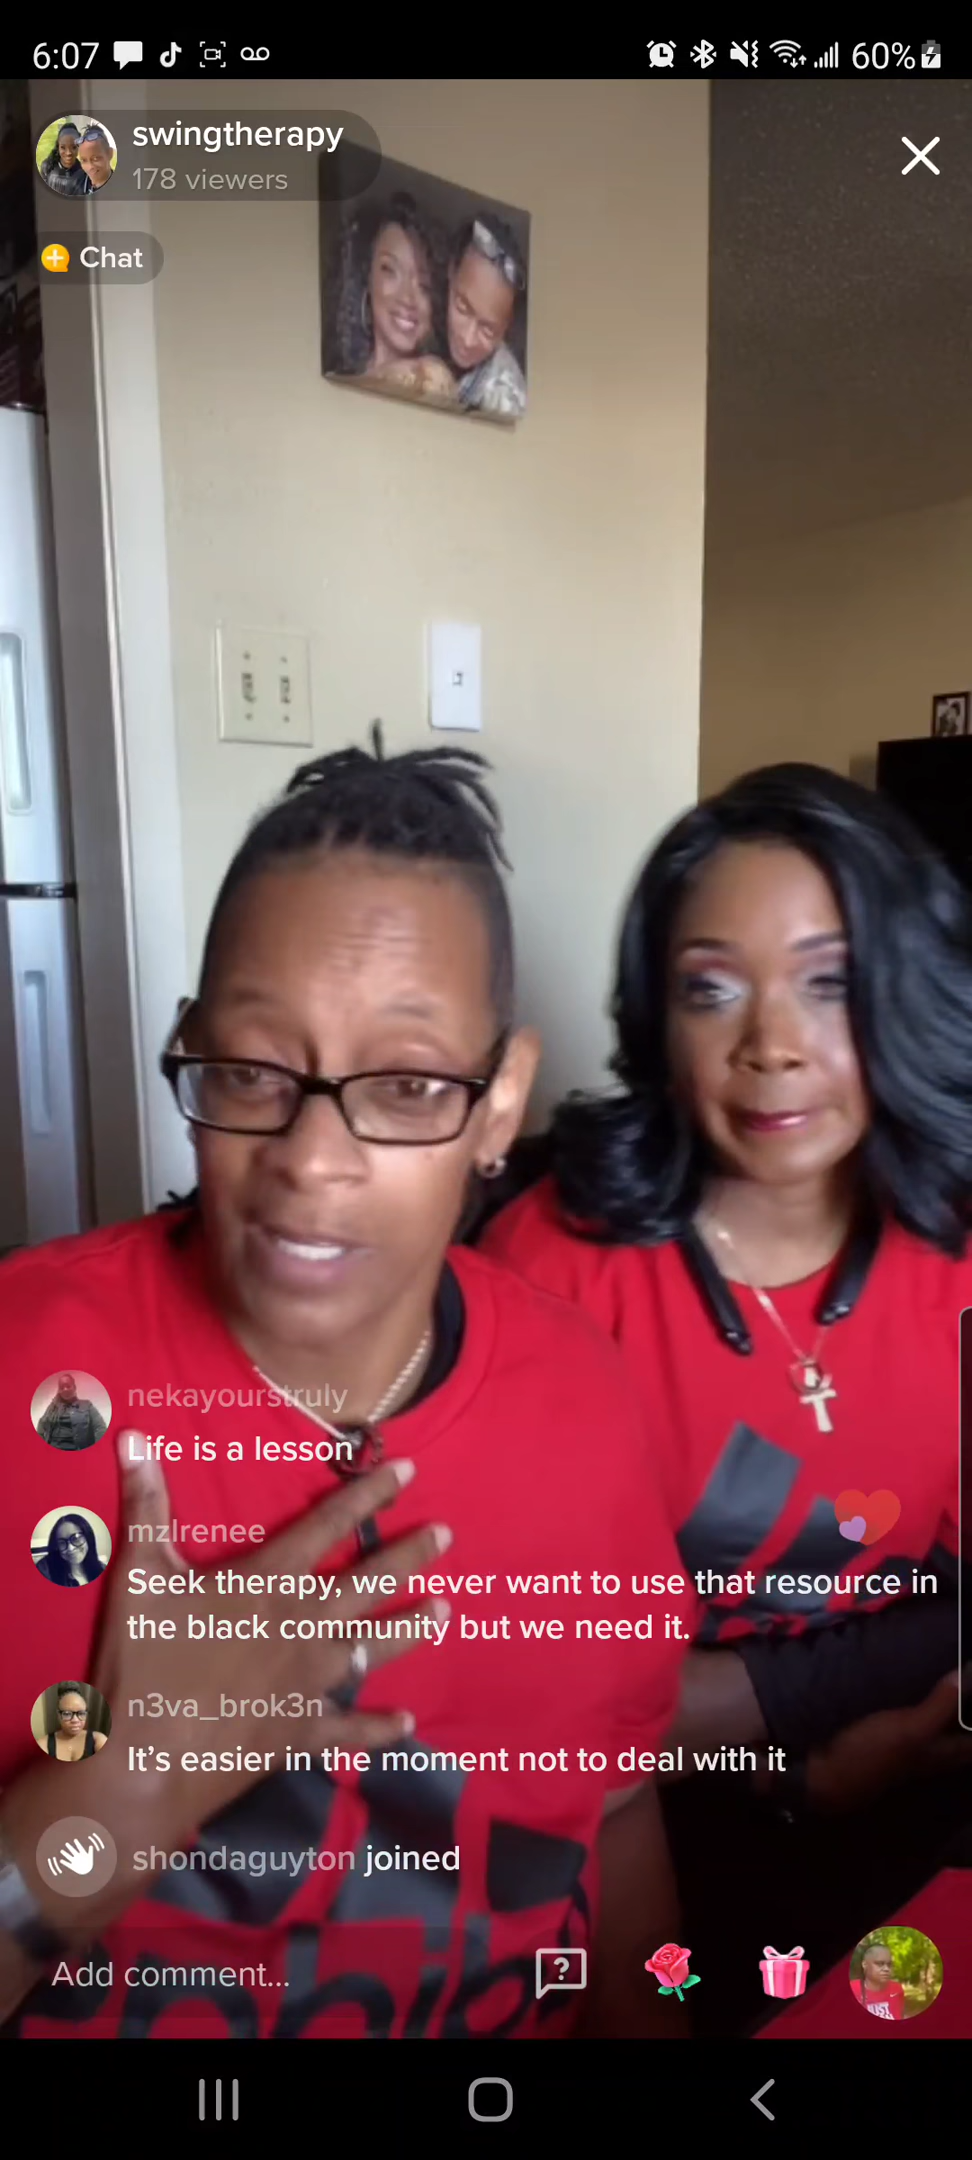 6:07
60%
swingtherapy
178 viewers
Chat
nekayourstruly
Life is a lesson
mzlrenee
Seek therapy, we never want to use that resource in
the black community but we need it.
n3va_brok3n
It's easier in the moment not to deal with it
shondaguyton joined
Add comment...